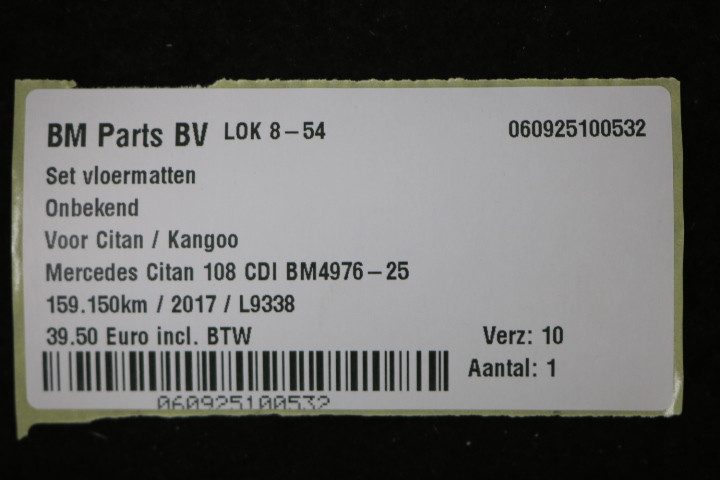 BM Parts BV LOK 8-54 060925100532
Set vloermatten
Onbekend
Voor Citan / Kangoo
Mercedes Citan 108 CDI BM4976-25
159.150km / 2017 / L9338
39.50 Euro incl. BTW Verz: 10
Aantal: 1
060925100532